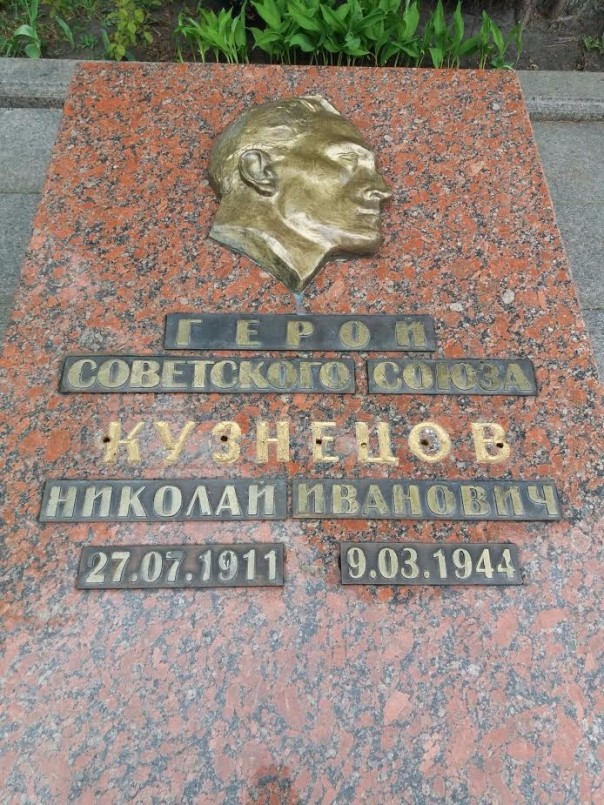 ГЕРОЙ
СОВЕТСКОГО СОЮЗА
КУЗНЕЦОВ
НИКОЛАЙ ИВАНОВИЧ
27.07.1911 9.03.1944